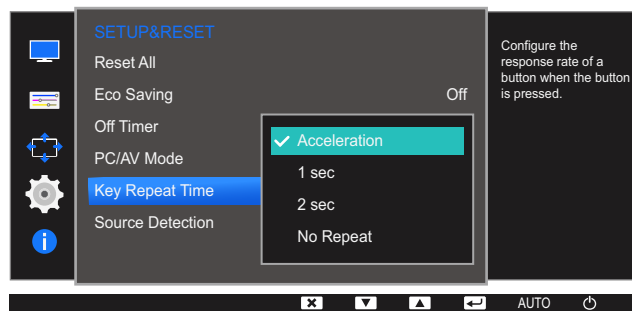 SETUP&RESET
Reset All
Eco Saving Off
Off Timer
PC/AV Mode
Key Repeat Time
Source Detection
Acceleration
1 sec
2 sec
No Repeat
Configure the
response rate of a
button when the button
is pressed.
AUTO